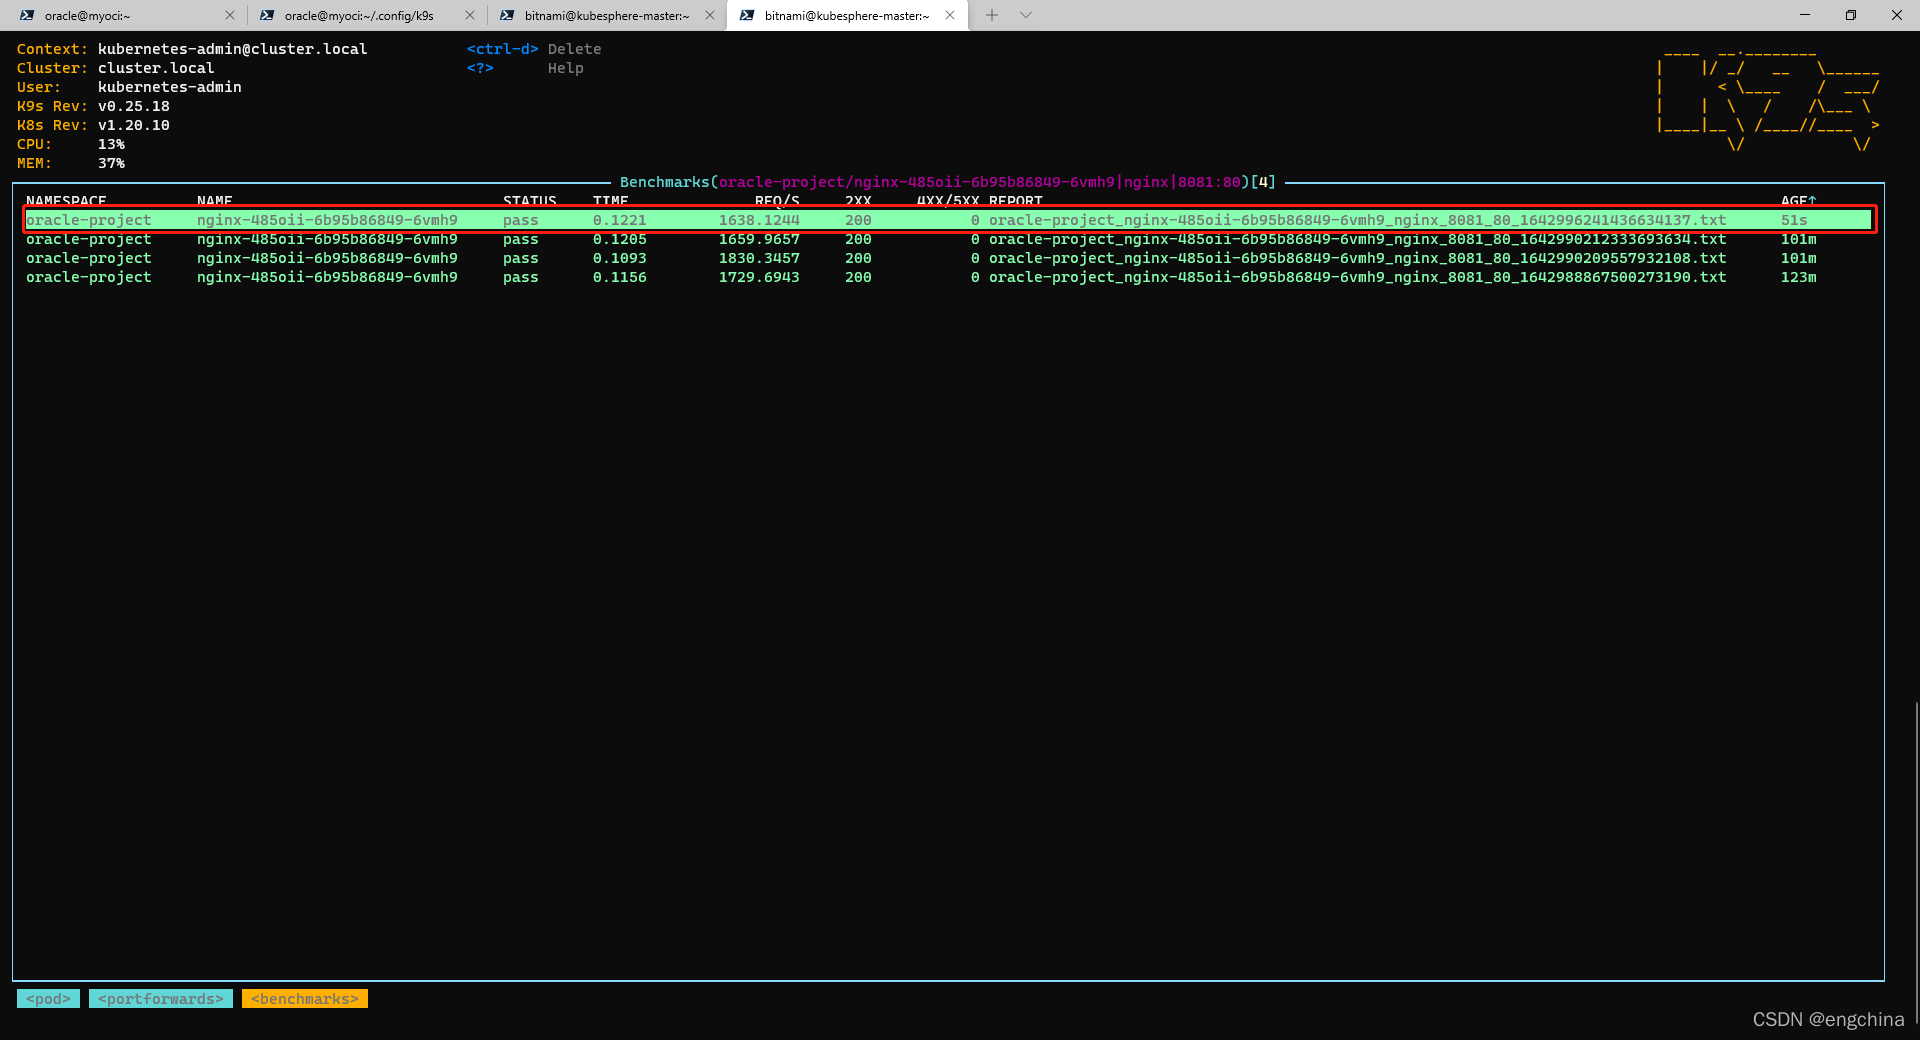 oracle@myoci:~
oracle@myoci:~/.config/k9s
bitnami@kubesphere-master:~
bitnami@kubesphere-master:~
Context: kubernetes-admin@cluster.local <ctrl-d> Delete
Cluster: cluster.local <?> Help
User: kubernetes-admin
K9s Rev: v0.25.18
K8s Rev: v1.20.10
CPU: 13%
MEM: 37%
Benchmarks(oracle-project/nginx-485oii-6b95b86849-6vmh9|nginx|8081:80)[4]
NAMESPACE NAME STATUS TIME REQ/S 2XX 4XX/5XX REPORT AGE↑
oracle-project nginx-485oii-6b95b86849-6vmh9 pass 0.1221 1638.1244 200 0 oracle-project_nginx-485oii-6b95b86849-6vmh9_nginx_8081_80_1642996241436634137.txt 51s
oracle-project nginx-485oii-6b95b86849-6vmh9 pass 0.1205 1659.9657 200 0 oracle-project_nginx-485oii-6b95b86849-6vmh9_nginx_8081_80_1642990212333693634.txt 101m
oracle-project nginx-485oii-6b95b86849-6vmh9 pass 0.1093 1830.3457 200 0 oracle-project_nginx-485oii-6b95b86849-6vmh9_nginx_8081_80_1642990209557932108.txt 101m
oracle-project nginx-485oii-6b95b86849-6vmh9 pass 0.1156 1729.6943 200 0 oracle-project_nginx-485oii-6b95b86849-6vmh9_nginx_8081_80_1642988867500273190.txt 123m
<pod> <portforwards> <benchmarks>
CSDN @engchina